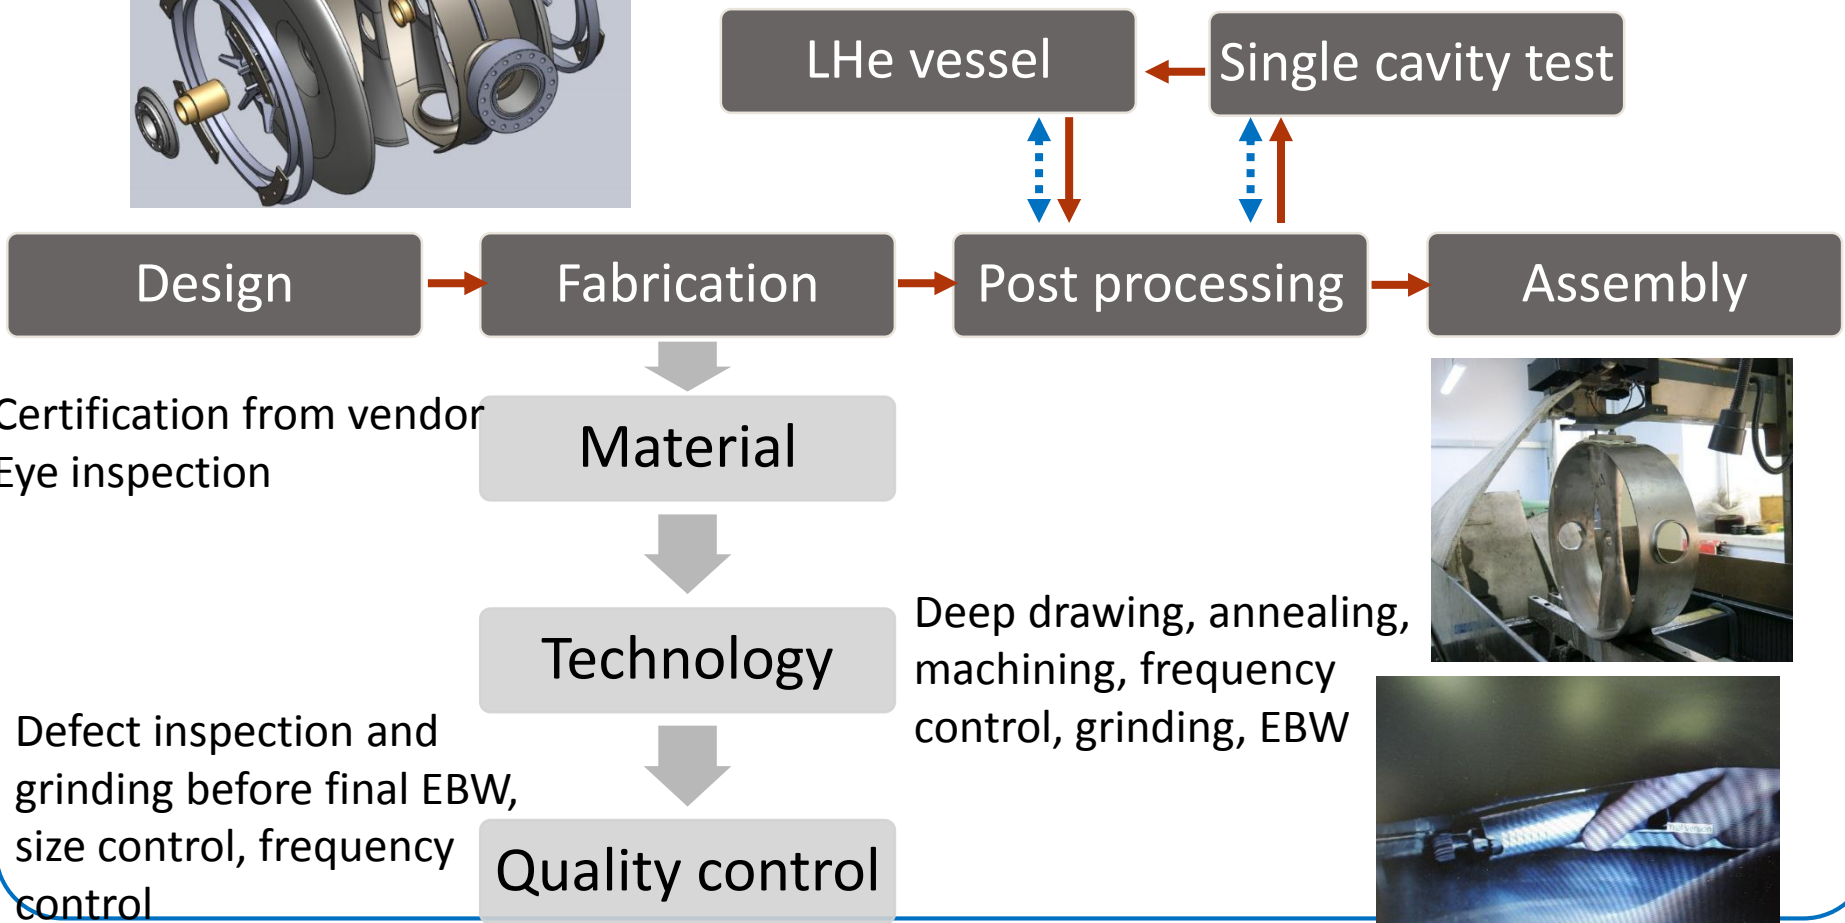 LHe vessel
Single cavity test
Design
Fabrication
Post processing
Assembly
Certification from vendor
Eye inspection
Material
Technology
Deep drawing, annealing,
machining, frequency
control, grinding, EBW
Defect inspection and
grinding before final EBW,
size control, frequency
control
Quality control